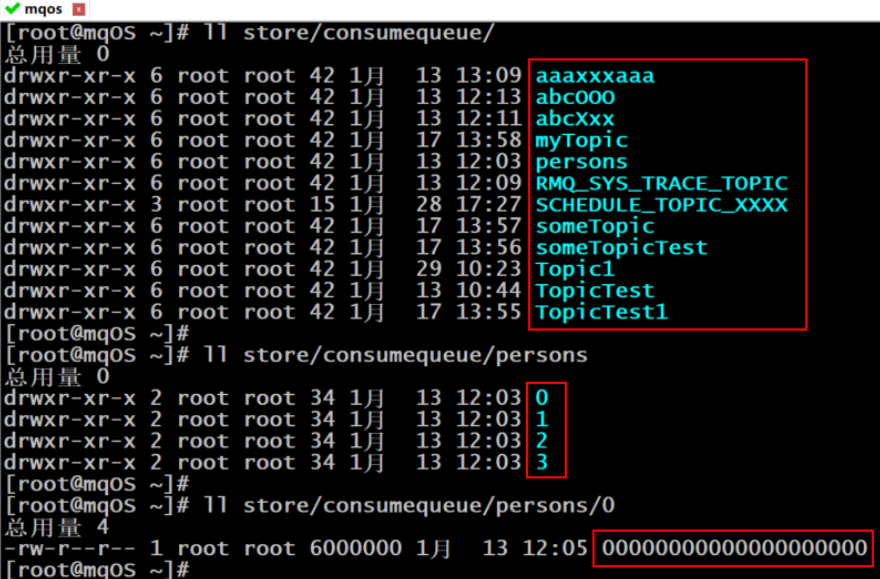 mqos
[root@mqOS ~]# ll store/consumequeue/
总用量 0
drwxr-xr-x 6 root root 42 1月  13 13:09 aaaxxxaaa
drwxr-xr-x 6 root root 42 1月  13 12:13 abcOOO
drwxr-xr-x 6 root root 42 1月  13 12:11 abcXxx
drwxr-xr-x 6 root root 42 1月  17 13:58 myTopic
drwxr-xr-x 6 root root 42 1月  13 12:03 persons
drwxr-xr-x 6 root root 42 1月  13 12:09 RMQ_SYS_TRACE_TOPIC
drwxr-xr-x 3 root root 15 1月  28 17:27 SCHEDULE_TOPIC_XXXX
drwxr-xr-x 6 root root 42 1月  17 13:57 someTopic
drwxr-xr-x 6 root root 42 1月  17 13:56 someTopicTest
drwxr-xr-x 6 root root 42 1月  29 10:23 Topic1
drwxr-xr-x 6 root root 42 1月  13 10:44 TopicTest
drwxr-xr-x 6 root root 42 1月  17 13:55 TopicTest1
[root@mqOS ~]#
[root@mqOS ~]# ll store/consumequeue/persons
总用量 0
drwxr-xr-x 2 root root 34 1月  13 12:03 0
drwxr-xr-x 2 root root 34 1月  13 12:03 1
drwxr-xr-x 2 root root 34 1月  13 12:03 2
drwxr-xr-x 2 root root 34 1月  13 12:03 3
[root@mqOS ~]#
[root@mqOS ~]# ll store/consumequeue/persons/0
总用量 4
-rw-r--r-- 1 root root 6000000 1月  13 12:05 00000000000000000000
[root@mqOS ~]#